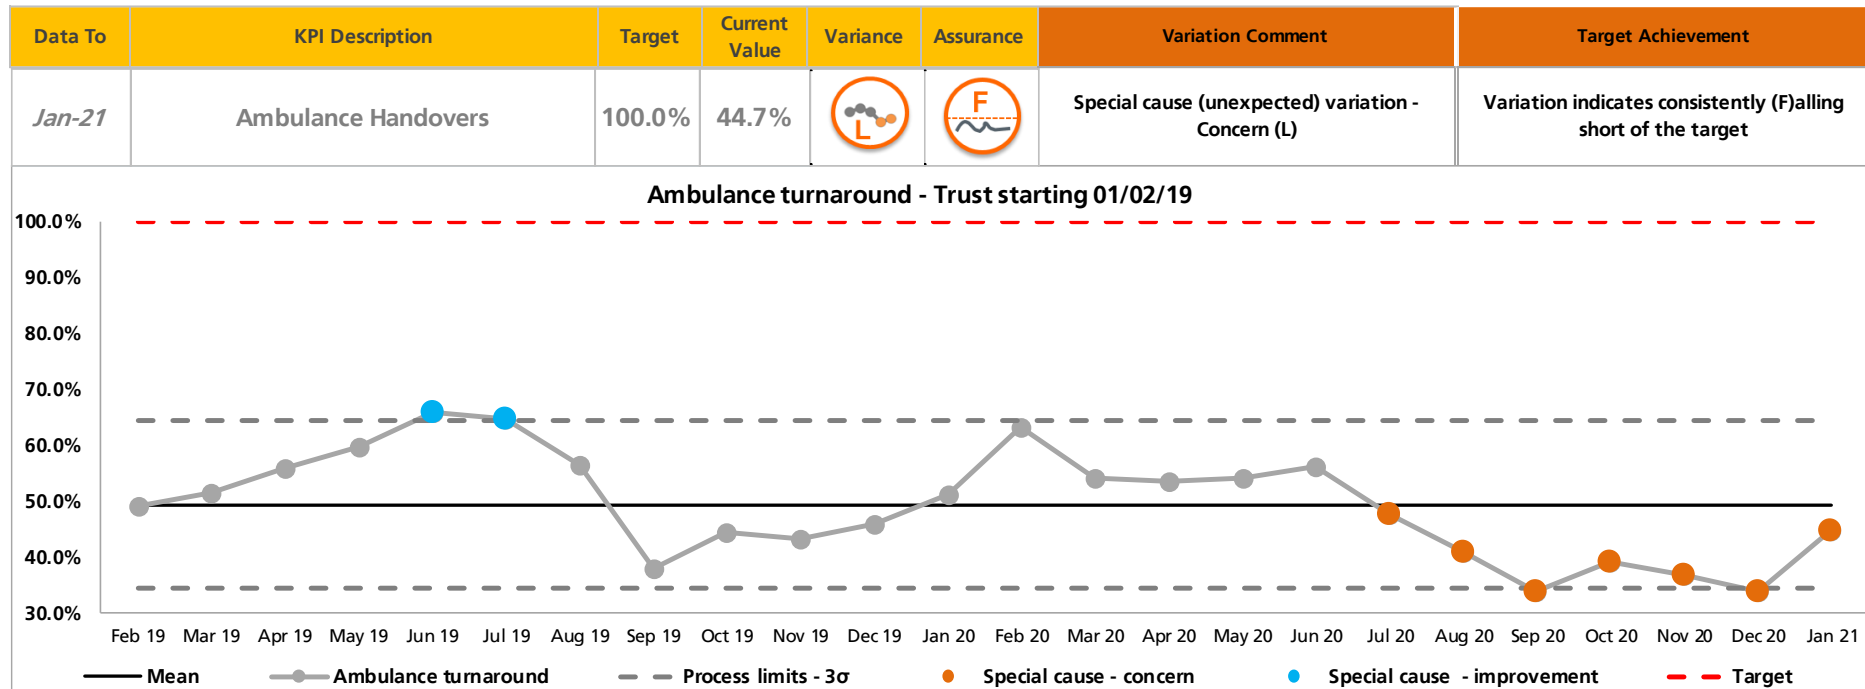 Data To KPI Description Target Current Value Variance Assurance Variation Comment Target Achievement
Jan-21 Ambulance Handovers 100.0% 44.7% L F Special cause (unexpected) variation - Concern (L) Variation indicates consistently (F)alling short of the target
Ambulance turnaround - Trust starting 01/02/19
100.0%
90.0%
80.0%
70.0%
60.0%
50.0%
40.0%
30.0%
Feb 19 Mar 19 Apr 19 May 19 Jun 19 Jul 19 Aug 19 Sep 19 Oct 19 Nov 19 Dec 19 Jan 20 Feb 20 Mar 20 Apr 20 May 20 Jun 20 Jul 20 Aug 20 Sep 20 Oct 20 Nov 20 Dec 20 Jan 21
Mean Ambulance turnaround Process limits - 3σ Special cause - concern Special cause - improvement Target